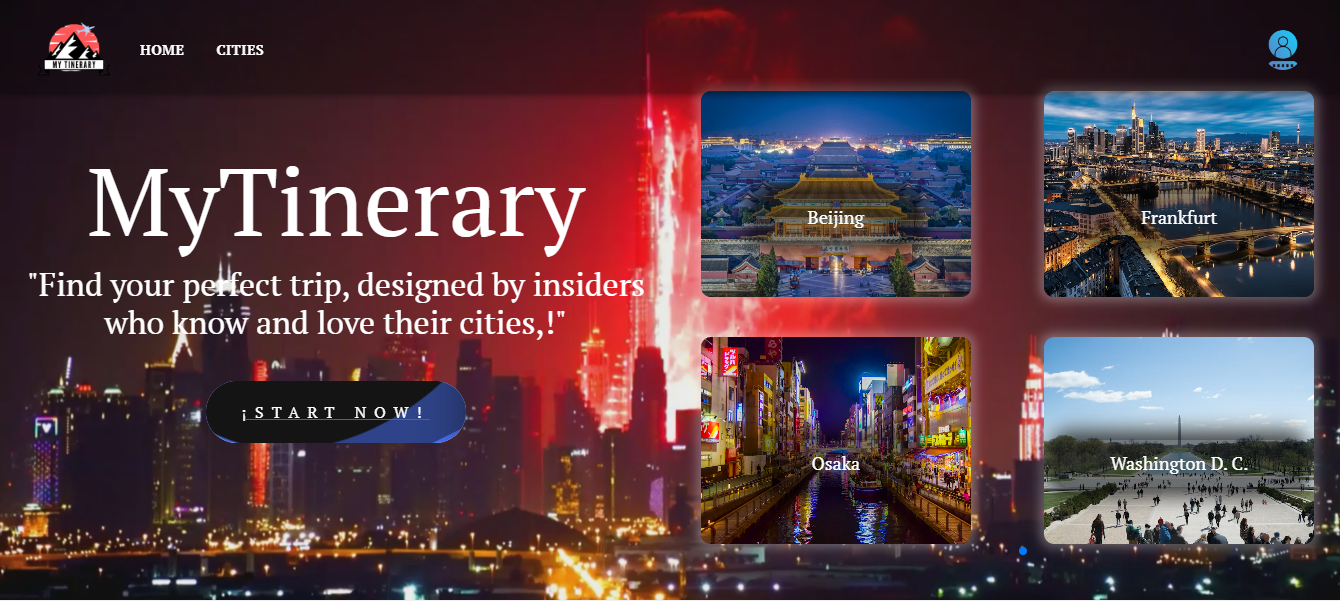 MY TINERARY
HOME
CITIES
MyTinerary
"Find your perfect trip, designed by insiders
who know and love their cities,!"
¡START NOW!
Beijing
Frankfurt
Osaka
Washington D. C.